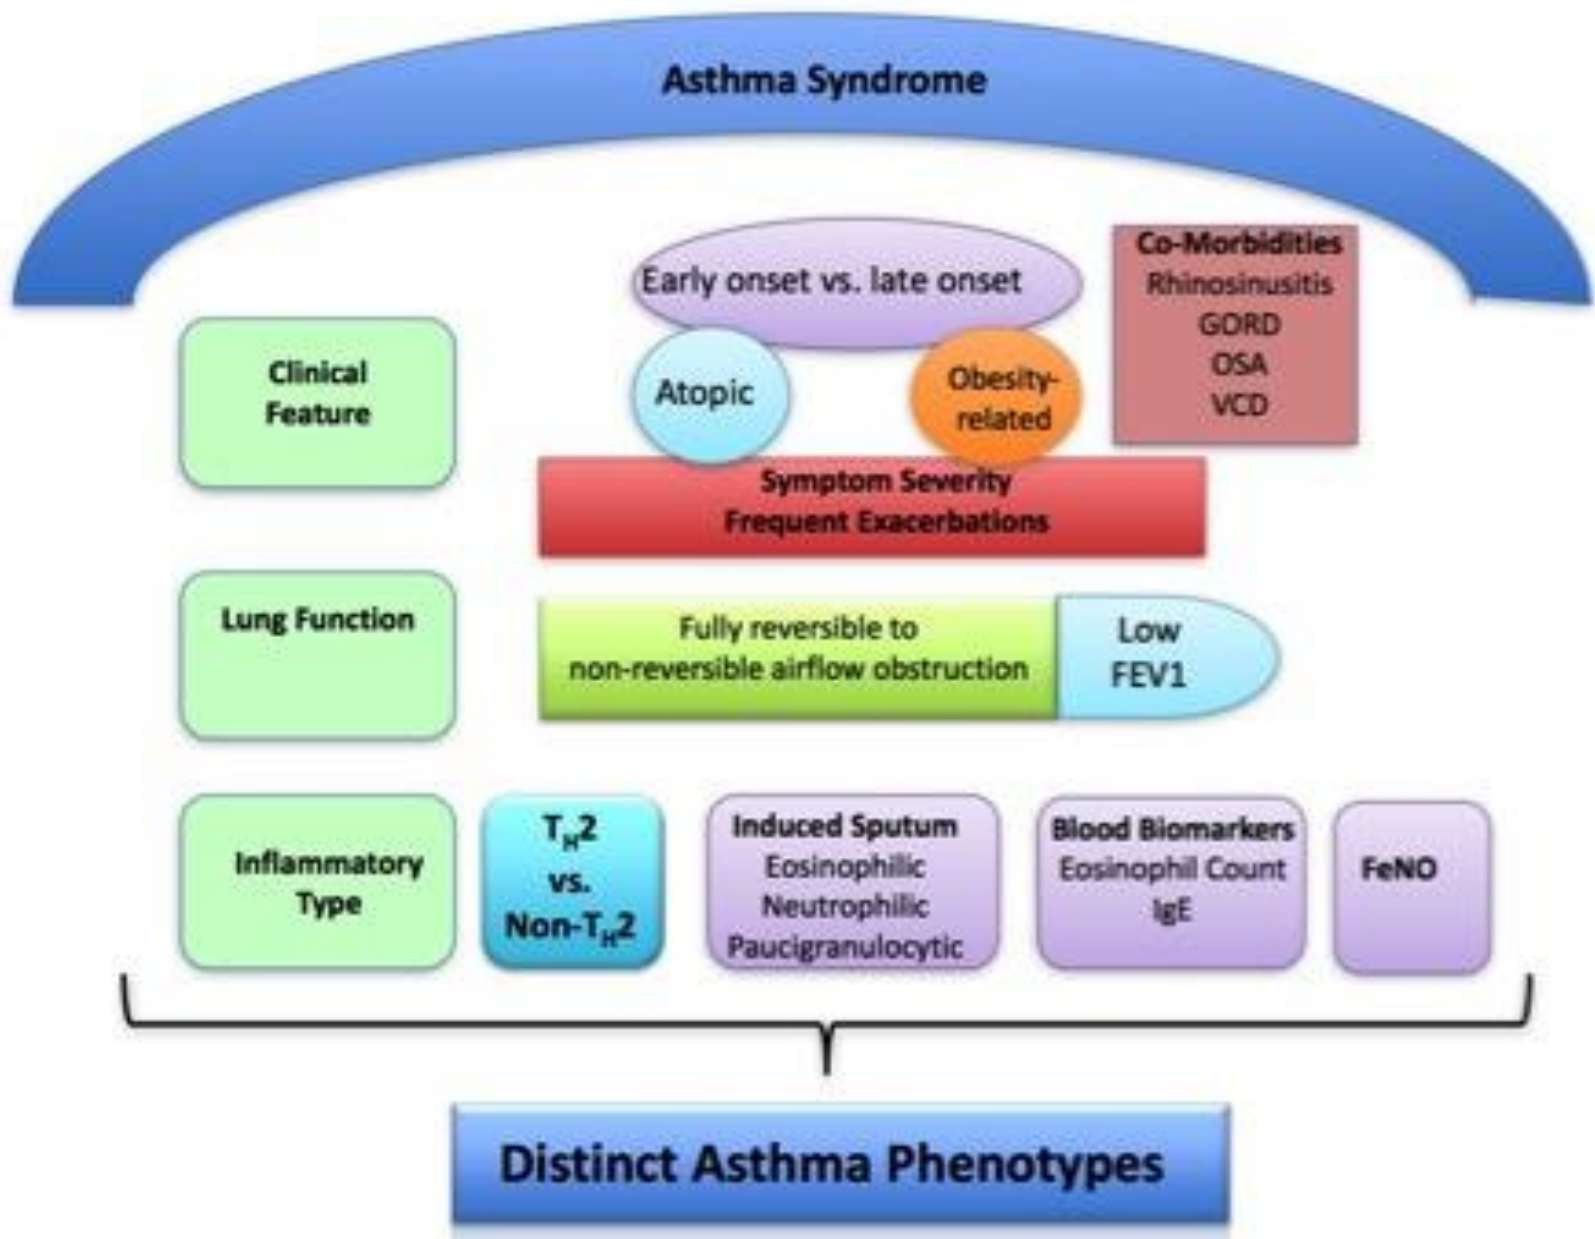 Asthma Syndrome
Early onset vs. late onset
Co-Morbidities
Rhinosinusitis
GORD
OSA
VCD
Clinical
Feature
Atopic
Obesity-
related
Symptom Severity
Frequent Exacerbations
Lung Function
Fully reversible to
non-reversible airflow obstruction
Low
FEV1
Inflammatory
Type
TH2
vs.
Non-TH2
Induced Sputum
Eosinophilic
Neutrophilic
Paucigranulocytic
Blood Biomarkers
Eosinophil Count
IgE
FeNO
Distinct Asthma Phenotypes